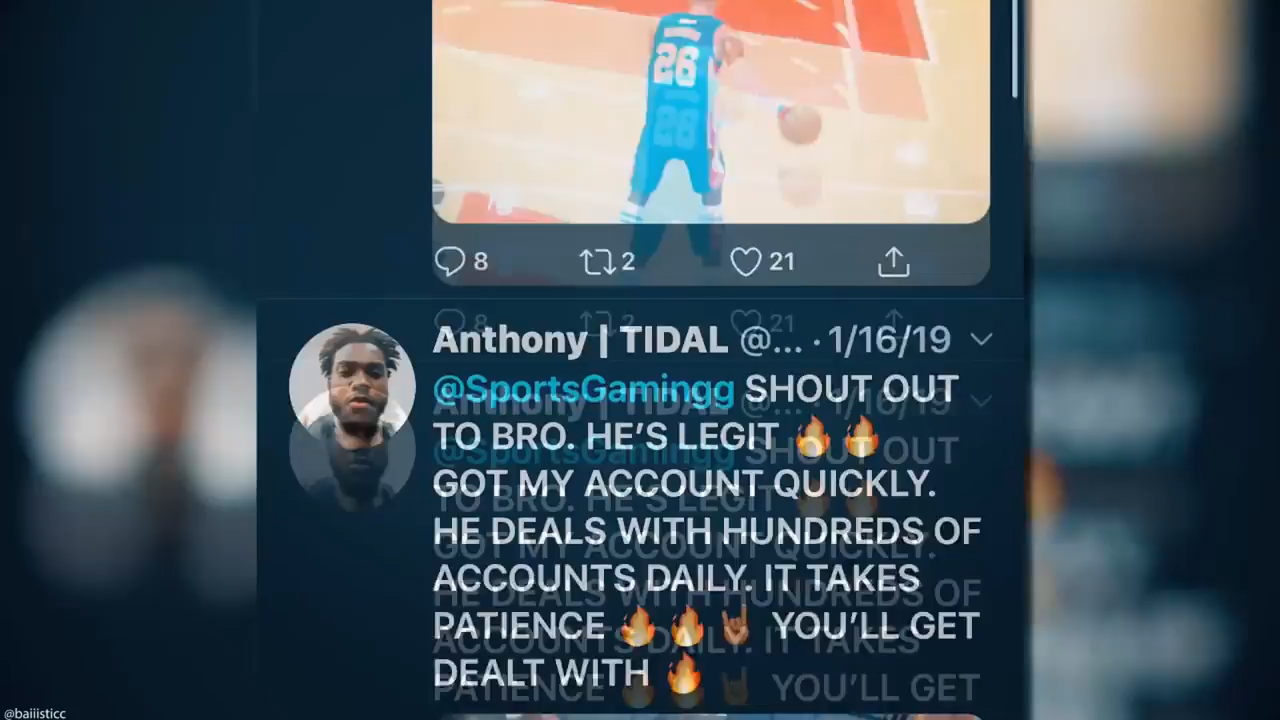 26
8 2 21
Anthony | TIDAL @... · 1/16/19
@SportsGamingg SHOUT OUT
TO BRO. HE’S LEGIT 🔥 🔥
GOT MY ACCOUNT QUICKLY.
HE DEALS WITH HUNDREDS OF
ACCOUNTS DAILY. IT TAKES
PATIENCE 🔥 🔥 🤘🏾 YOU’LL GET
DEALT WITH 🔥
@baiiisticc